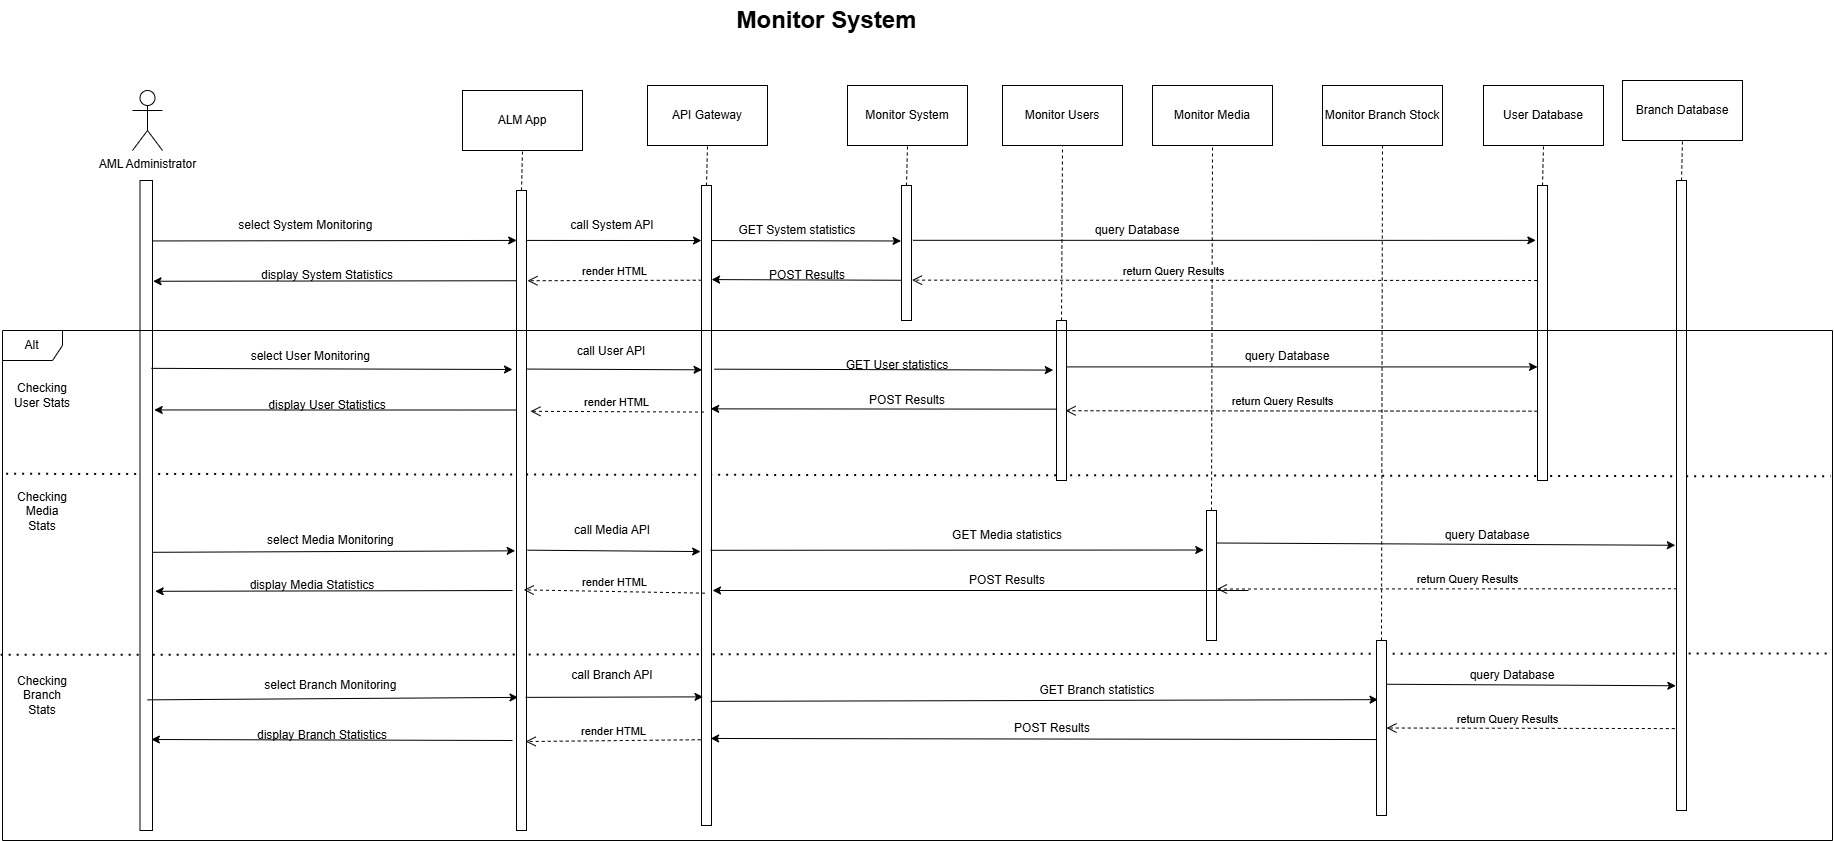 Monitor System
AML Administrator
ALM App
API Gateway
Monitor System
Monitor Users
Monitor Media
Monitor Branch Stock
User Database
Branch Database
select System Monitoring
call System API
GET System statistics
query Database
display System Statistics
render HTML
POST Results
return Query Results
Alt
Checking
User Stats
select User Monitoring
call User API
GET User statistics
query Database
display User Statistics
render HTML
POST Results
return Query Results
Checking
Media
Stats
select Media Monitoring
call Media API
GET Media statistics
query Database
display Media Statistics
render HTML
POST Results
return Query Results
Checking
Branch
Stats
select Branch Monitoring
call Branch API
GET Branch statistics
query Database
display Branch Statistics
render HTML
POST Results
return Query Results